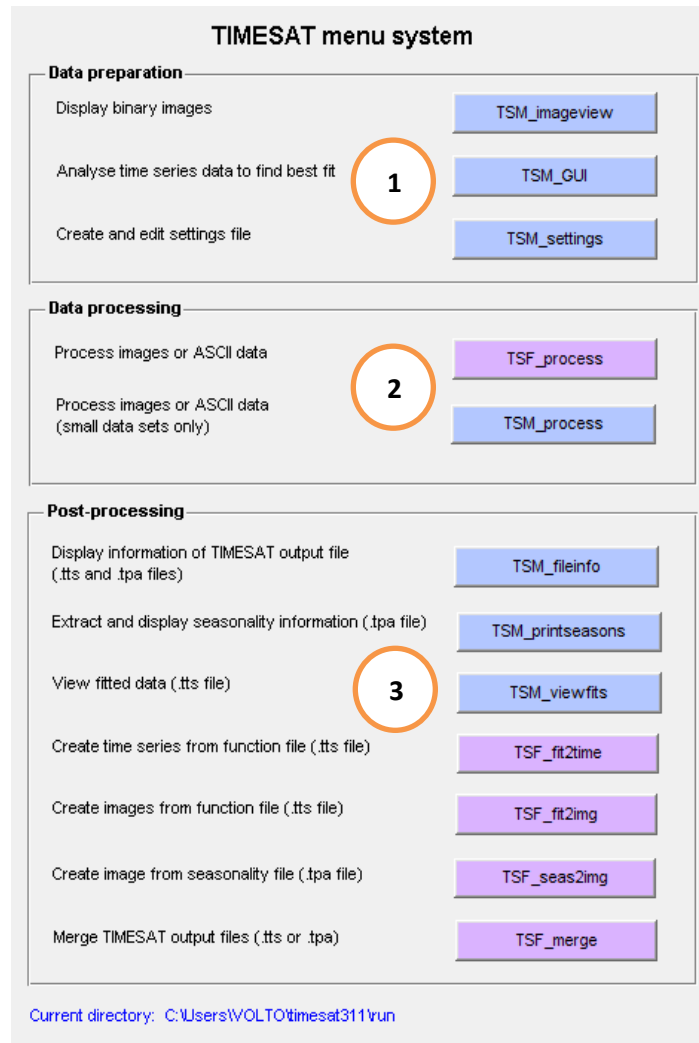 TIMESAT menu system
Data preparation
Display binary images
TSM_imageview
Analyse time series data to find best fit
1
TSM_GUI
Create and edit settings file
TSM_settings
Data processing
Process images or ASCII data
TSF_process
2
Process images or ASCII data
(small data sets only)
TSM_process
Post-processing
Display information of TIMESAT output file
(.tts and .tpa files)
TSM_fileinfo
Extract and display seasonality information (.tpa file)
TSM_printseasons
View fitted data (.tts file)
3
TSM_viewfits
Create time series from function file (.tts file)
TSF_fit2time
Create images from function file (.tts file)
TSF_fit2img
Create image from seasonality file (.tpa file)
TSF_seas2img
Merge TIMESAT output files (.tts or .tpa)
TSF_merge
Current directory: C:\Users\VOLTO\timesat311\run